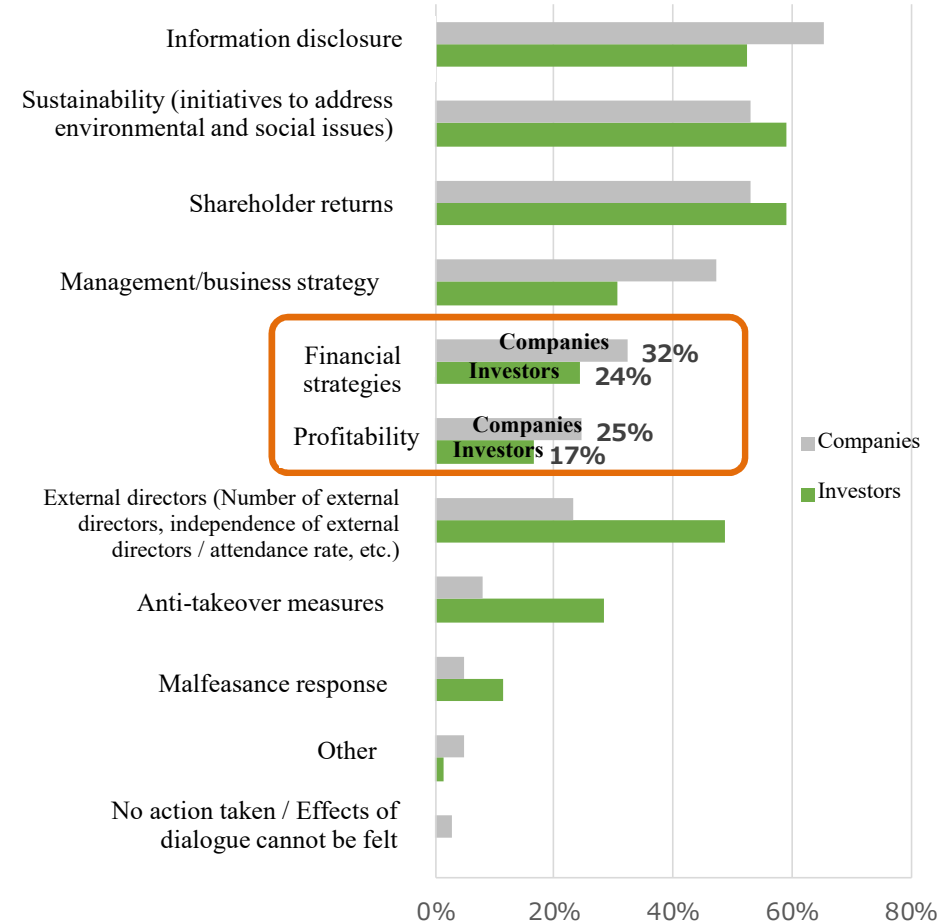 Information disclosure
Sustainability (initiatives to address
environmental and social issues)
Shareholder returns
Management/business strategy
Financial
strategies
Companies
32%
Investors
24%
Profitability
Companies
25%
Investors
17%
Companies
Investors
External directors (Number of external
directors, independence of external
directors / attendance rate, etc.)
Anti-takeover measures
Malfeasance response
Other
No action taken / Effects of
dialogue cannot be felt
0%
20%
40%
60%
80%